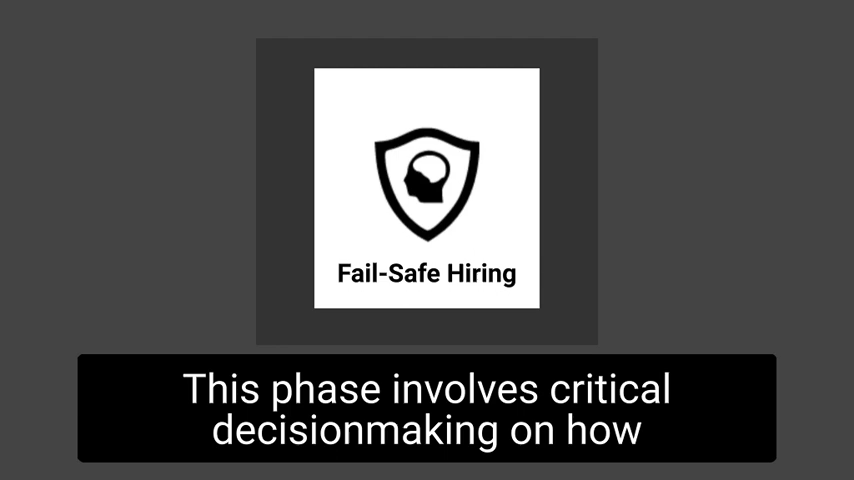 Fail-Safe Hiring
This phase involves critical
decisionmaking on how